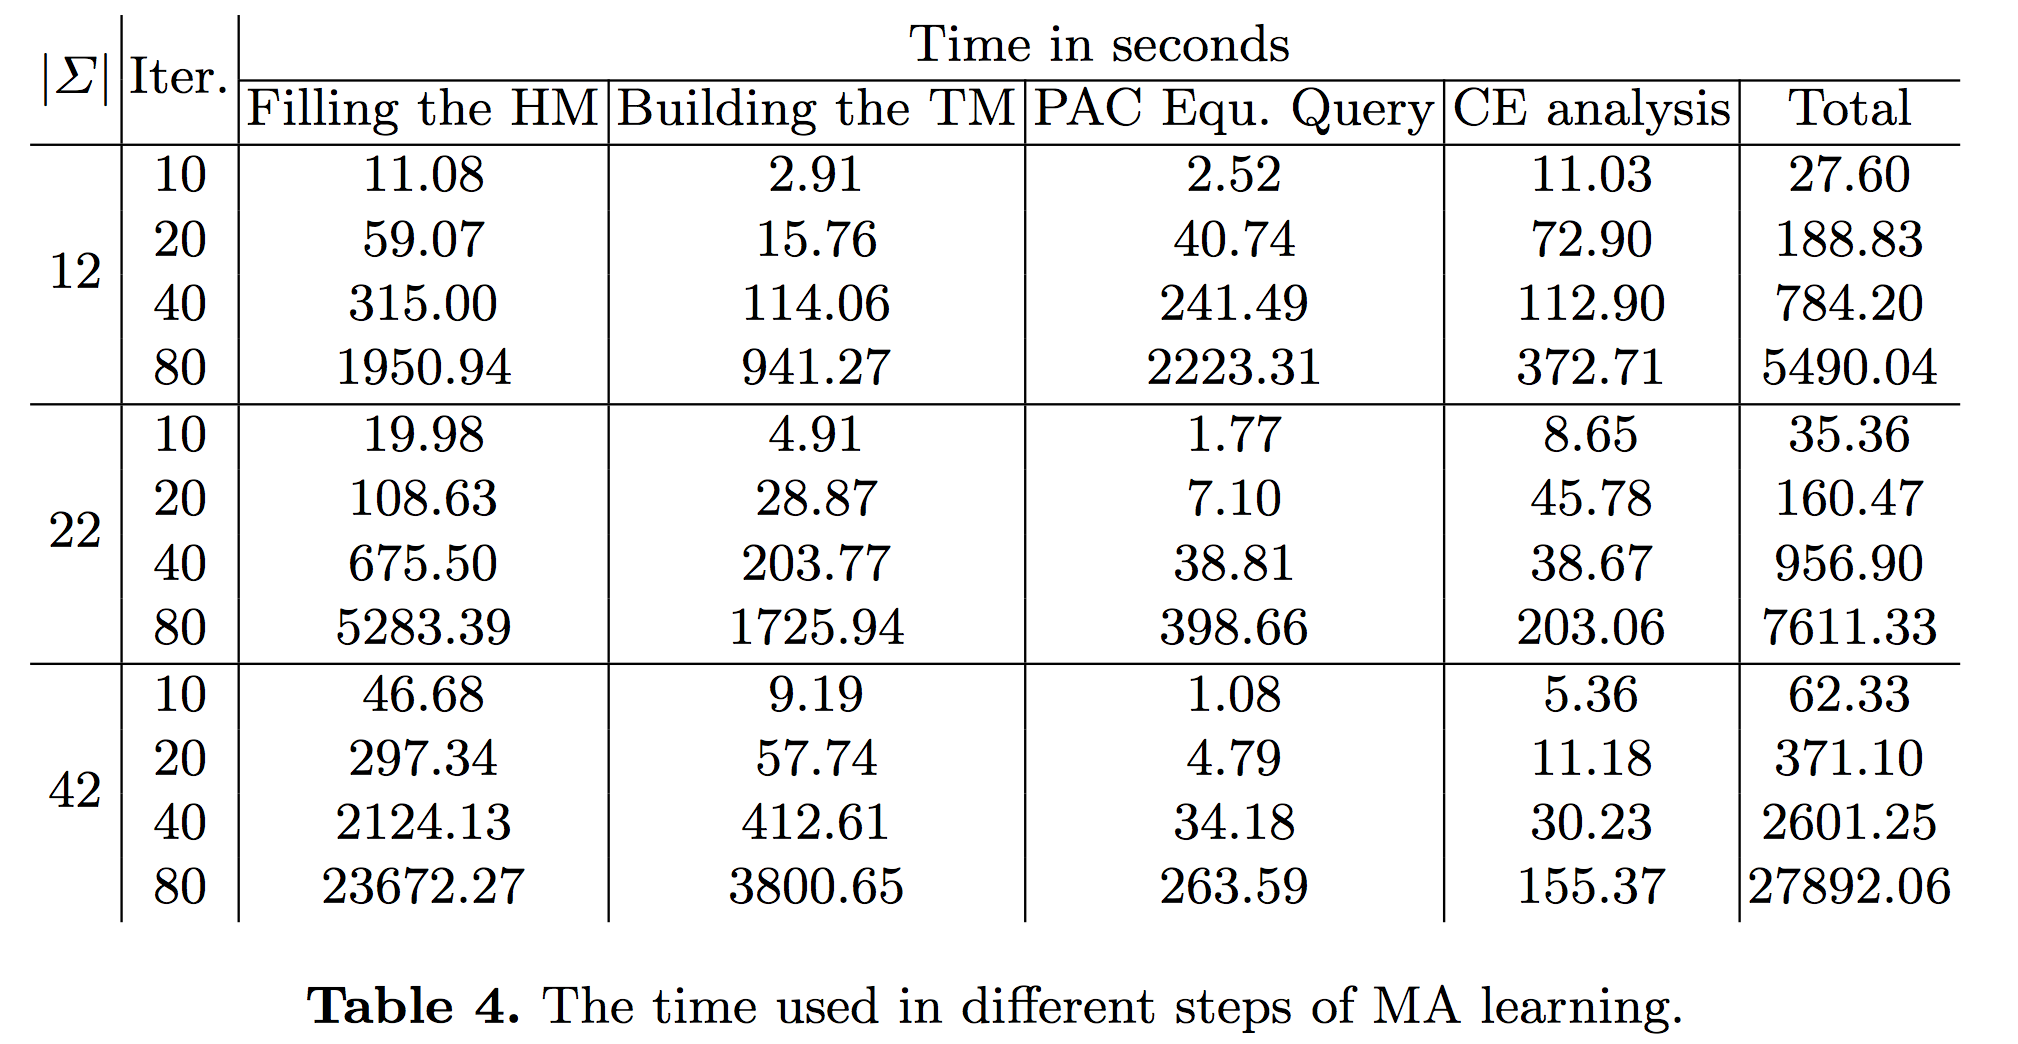 Time in seconds
|Σ| Iter.
Filling the HM Building the TM PAC Equ. Query CE analysis Total
12
10 11.08 2.91 2.52 11.03 27.60
20 59.07 15.76 40.74 72.90 188.83
40 315.00 114.06 241.49 112.90 784.20
80 1950.94 941.27 2223.31 372.71 5490.04
22
10 19.98 4.91 1.77 8.65 35.36
20 108.63 28.87 7.10 45.78 160.47
40 675.50 203.77 38.81 38.67 956.90
80 5283.39 1725.94 398.66 203.06 7611.33
42
10 46.68 9.19 1.08 5.36 62.33
20 297.34 57.74 4.79 11.18 371.10
40 2124.13 412.61 34.18 30.23 2601.25
80 23672.27 3800.65 263.59 155.37 27892.06
Table 4. The time used in different steps of MA learning.